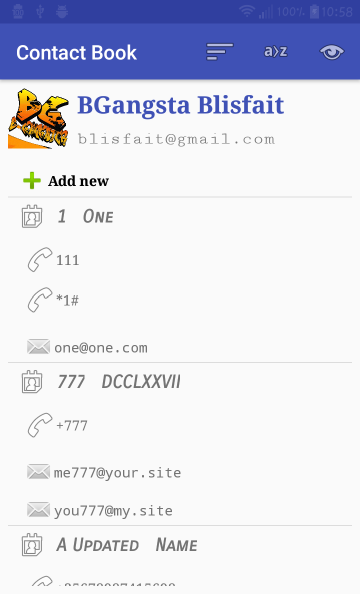 100% 10:58
Contact Book
a)z
BG
BGangsta Blisfait
blisfait@gmail.com
Add new
1 One
111
*1#
one@one.com
777 DCCLXXVII
+777
me777@your.site
you777@my.site
A Updated Name